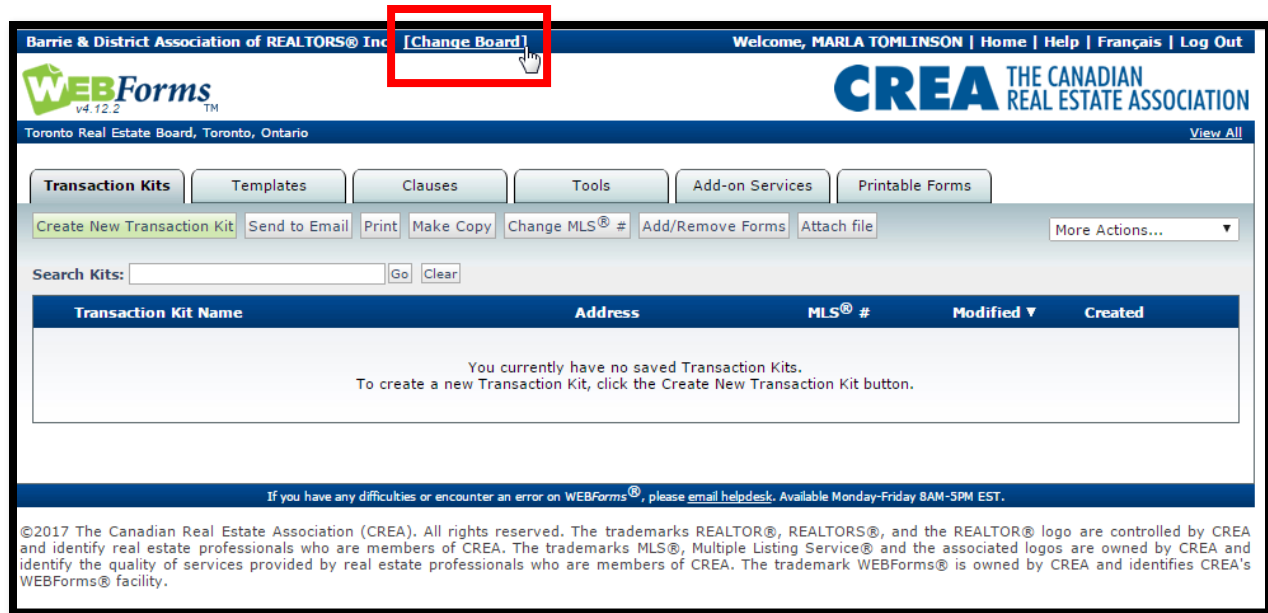 Barrie & District Association of REALTORS® Inc [Change Board] Welcome, MARLA TOMLINSON | Home | Help | Français | Log Out
WEBForms™
v4.12.2
CREA THE CANADIAN
REAL ESTATE ASSOCIATION
Toronto Real Estate Board, Toronto, Ontario View All
Transaction Kits Templates Clauses Tools Add-on Services Printable Forms
Create New Transaction Kit Send to Email Print Make Copy Change MLS® # Add/Remove Forms Attach file More Actions... ▼
Search Kits: Go Clear
Transaction Kit Name Address MLS® # Modified ▼ Created
You currently have no saved Transaction Kits.
To create a new Transaction Kit, click the Create New Transaction Kit button.
If you have any difficulties or encounter an error on WEBForms®, please email helpdesk. Available Monday-Friday 8AM-5PM EST.
©2017 The Canadian Real Estate Association (CREA). All rights reserved. The trademarks REALTOR®, REALTORS®, and the REALTOR® logo are controlled by CREA
and identify real estate professionals who are members of CREA. The trademarks MLS®, Multiple Listing Service® and the associated logos are owned by CREA and
identify the quality of services provided by real estate professionals who are members of CREA. The trademark WEBForms® is owned by CREA and identifies CREA's
WEBForms® facility.